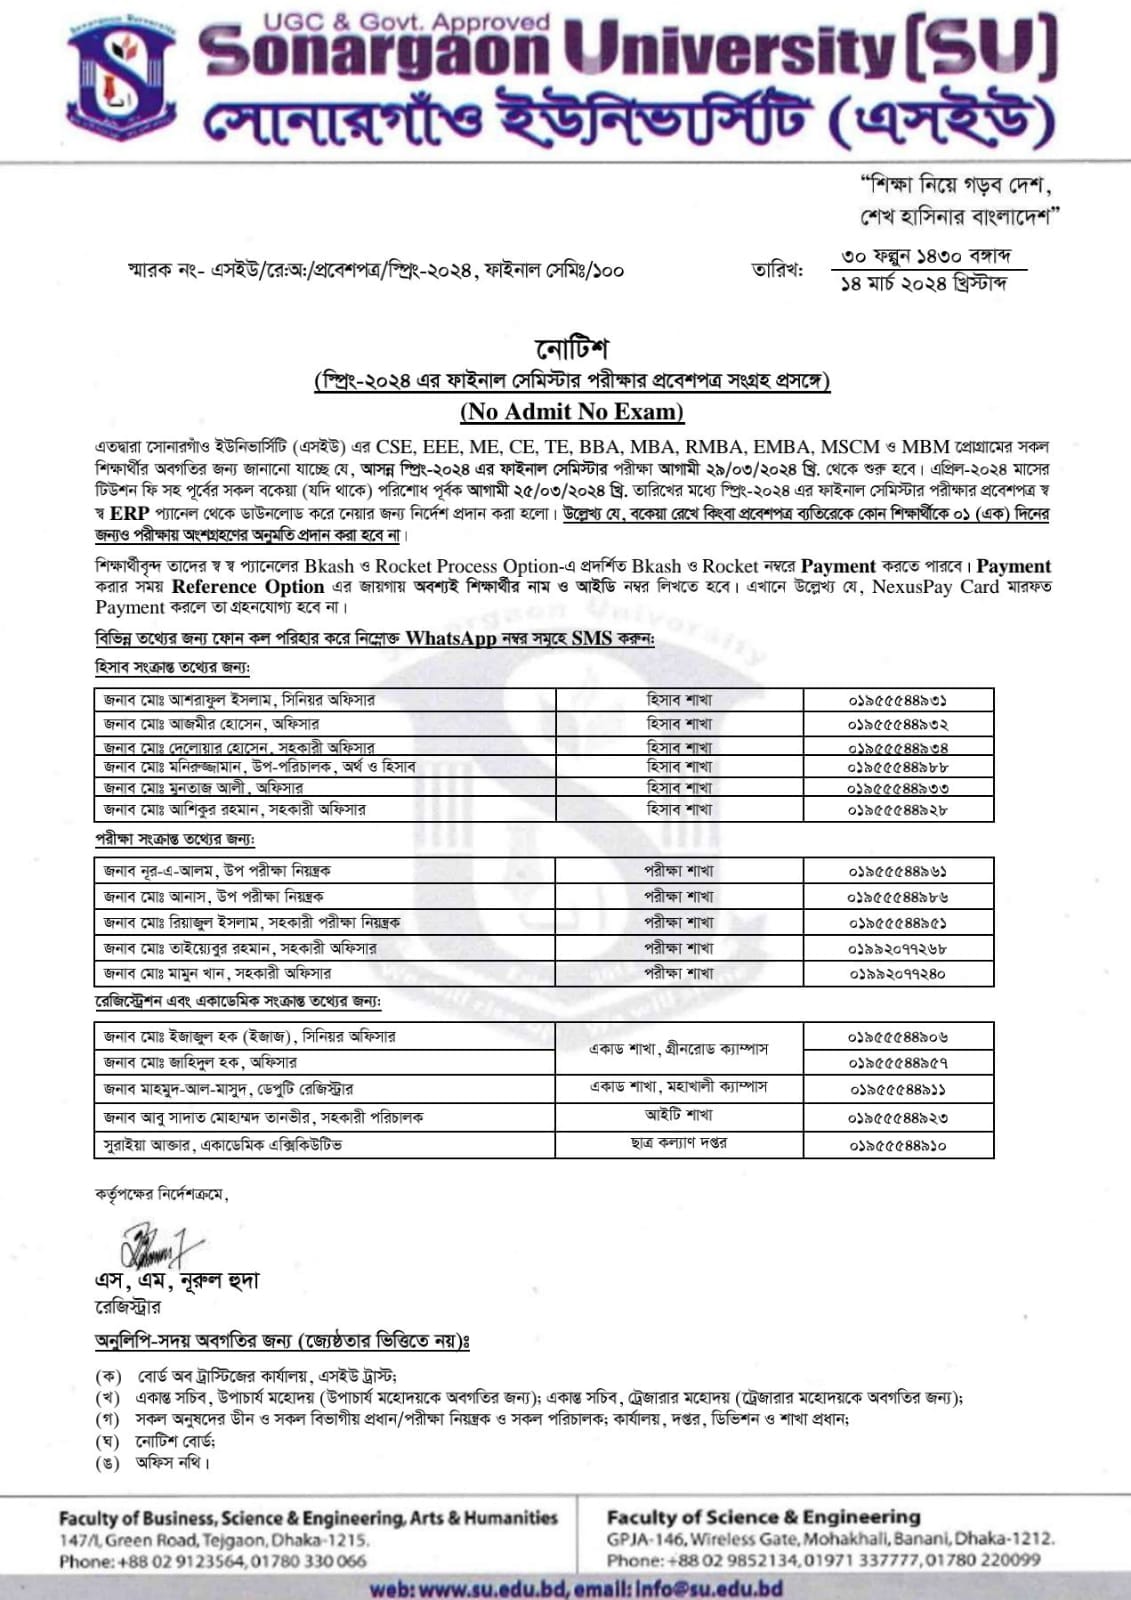 UGC & Govt. Approved
Sonargaon University (SU)
সোনারগাঁও ইউনিভার্সিটি (এসইউ)
“শিক্ষা নিয়ে গড়ব দেশ,
শেখ হাসিনার বাংলাদেশ”
স্মারক নং- এসইউ/রে:অ:/প্রবেশপত্র/স্প্রিং-২০২৪, ফাইনাল সেমিঃ/১০০
তারিখ:
৩০ ফল্গুন ১৪৩০ বঙ্গাব্দ
১৪ মার্চ ২০২৪ খ্রিস্টাব্দ
নোটিশ
(স্প্রিং-২০২৪ এর ফাইনাল সেমিস্টার পরীক্ষার প্রবেশপত্র সংগ্রহ প্রসঙ্গে)
(No Admit No Exam)
এতদ্বারা সোনারগাঁও ইউনিভার্সিটি (এসইউ) এর CSE, EEE, ME, CE, TE, BBA, MBA, RMBA, EMBA, MSCM ও MBM প্রোগ্রামের সকল
শিক্ষার্থীর অবগতির জন্য জানানো যাচ্ছে যে, আসন্ন স্প্রিং-২০২৪ এর ফাইনাল সেমিস্টার পরীক্ষা আগামী ২৯/০৩/২০২৪ খ্রি. থেকে শুরু হবে। এপ্রিল-২০২৪ মাসের
টিউশন ফি সহ পূর্বের সকল বকেয়া (যদি থাকে) পরিশোধ পূর্বক আগামী ২৫/০৩/২০২৪ খ্রি. তারিখের মধ্যে স্প্রিং-২০২৪ এর ফাইনাল সেমিস্টার পরীক্ষার প্রবেশপত্র স্ব
স্ব ERP প্যানেল থেকে ডাউনলোড করে নেয়ার জন্য নির্দেশ প্রদান করা হলো। উল্লেখ্য যে, বকেয়া রেখে কিংবা প্রবেশপত্র ব্যতিরেকে কোন শিক্ষার্থীকে ০১ (এক) দিনের
জন্যও পরীক্ষায় অংশগ্রহণের অনুমতি প্রদান করা হবে না।
শিক্ষার্থীবৃন্দ তাদের স্ব স্ব প্যানেলের Bkash ও Rocket Process Option-এ প্রদর্শিত Bkash ও Rocket নম্বরে Payment করতে পারবে। Payment
করার সময় Reference Option এর জায়গায় অবশ্যই শিক্ষার্থীর নাম ও আইডি নম্বর লিখতে হবে। এখানে উল্লেখ্য যে, NexusPay Card মারফত
Payment করলে তা গ্রহনযোগ্য হবে না।
বিভিন্ন তথ্যের জন্য ফোন কল পরিহার করে নিম্নোক্ত WhatsApp নম্বর সমূহে SMS করুন:
হিসাব সংক্রান্ত তথ্যের জন্য:
জনাব মোঃ আশরাফুল ইসলাম, সিনিয়র অফিসার হিসাব শাখা ০১৯৫৫৫৪৪৯৩১
জনাব মোঃ আজমীর হোসেন, অফিসার হিসাব শাখা ০১৯৫৫৫৪৪৯৩২
জনাব মোঃ দেলোয়ার হোসেন, সহকারী অফিসার হিসাব শাখা ০১৯৫৫৫৪৪৯৩৪
জনাব মোঃ মনিরুজ্জামান, উপ-পরিচালক, অর্থ ও হিসাব হিসাব শাখা ০১৯৫৫৫৪৪৯৮৮
জনাব মোঃ মুনতাজ আলী, অফিসার হিসাব শাখা ০১৯৫৫৫৪৪৯৩৩
জনাব মোঃ আশিকুর রহমান, সহকারী অফিসার হিসাব শাখা ০১৯৫৫৫৪৪৯২৮
পরীক্ষা সংক্রান্ত তথ্যের জন্য:
জনাব নূর-এ-আলম, উপ পরীক্ষা নিয়ন্ত্রক পরীক্ষা শাখা ০১৯৫৫৫৪৪৯৬১
জনাব মোঃ আনাস, উপ পরীক্ষা নিয়ন্ত্রক পরীক্ষা শাখা ০১৯৫৫৫৪৪৯৮৬
জনাব মোঃ রিয়াজুল ইসলাম, সহকারী পরীক্ষা নিয়ন্ত্রক পরীক্ষা শাখা ০১৯৫৫৫৪৪৯৫১
জনাব মোঃ তাইয়্যেবুর রহমান, সহকারী অফিসার পরীক্ষা শাখা ০১৯৯২০৭৭২৬৮
জনাব মোঃ মামুন খান, সহকারী অফিসার পরীক্ষা শাখা ০১৯৯২০৭৭২৪০
রেজিস্ট্রেশন এবং একাডেমিক সংক্রান্ত তথ্যের জন্য:
জনাব মোঃ ইজাজুল হক (ইজাজ), সিনিয়র অফিসার একাড শাখা, গ্রীনরোড ক্যাম্পাস ০১৯৫৫৫৪৪৯০৬
জনাব মোঃ জাহিদুল হক, অফিসার ০১৯৫৫৫৪৪৯৫৭
জনাব মাহমুদ-আল-মাসুদ, ডেপুটি রেজিস্ট্রার একাড শাখা, মহাখালী ক্যাম্পাস ০১৯৫৫৫৪৪৯১১
জনাব আবু সাদাত মোহাম্মদ তানভীর, সহকারী পরিচালক আইটি শাখা ০১৯৫৫৫৪৪৯২৩
সুরাইয়া আক্তার, একাডেমিক এক্সিকিউটিভ ছাত্র কল্যাণ দপ্তর ০১৯৫৫৫৪৪৯১০
কর্তৃপক্ষের নির্দেশক্রমে,
এস, এম, নূরুল হুদা
রেজিস্ট্রার
অনুলিপি-সদয় অবগতির জন্য (জ্যেষ্ঠতার ভিত্তিতে নয়)ঃ
(ক) বোর্ড অব ট্রাস্টিজের কার্যালয়, এসইউ ট্রাস্ট;
(খ) একান্ত সচিব, উপাচার্য মহোদয় (উপাচার্য মহোদয়কে অবগতির জন্য); একান্ত সচিব, ট্রেজারার মহোদয় (ট্রেজারার মহোদয়কে অবগতির জন্য);
(গ) সকল অনুষদের ডীন ও সকল বিভাগীয় প্রধান/পরীক্ষা নিয়ন্ত্রক ও সকল পরিচালক; কার্যালয়, দপ্তর, ডিভিশন ও শাখা প্রধান;
(ঘ) নোটিশ বোর্ড;
(ঙ) অফিস নথি।
Faculty of Business, Science & Engineering, Arts & Humanities
147/I, Green Road, Tejgaon, Dhaka-1215.
Phone: +88 02 9123564, 01780 330 066
Faculty of Science & Engineering
GPJA-146, Wireless Gate, Mohakhali, Banani, Dhaka-1212.
Phone: +88 02 9852134, 01971 337777, 01780 220099
web: www.su.edu.bd, email: info@su.edu.bd